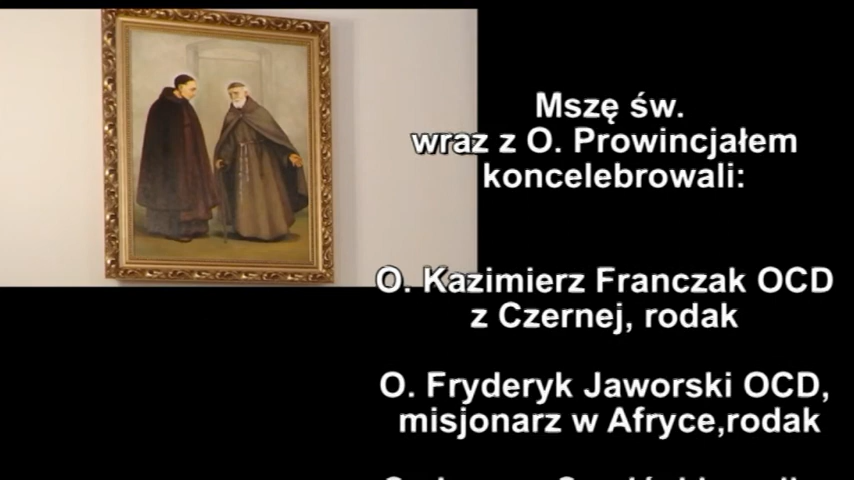 Mszę św.
wraz z O. Prowincjałem
koncelebrowali:
O. Kazimierz Franczak OCD
z Czernej, rodak
O. Fryderyk Jaworski OCD,
misjonarz w Afryce,rodak